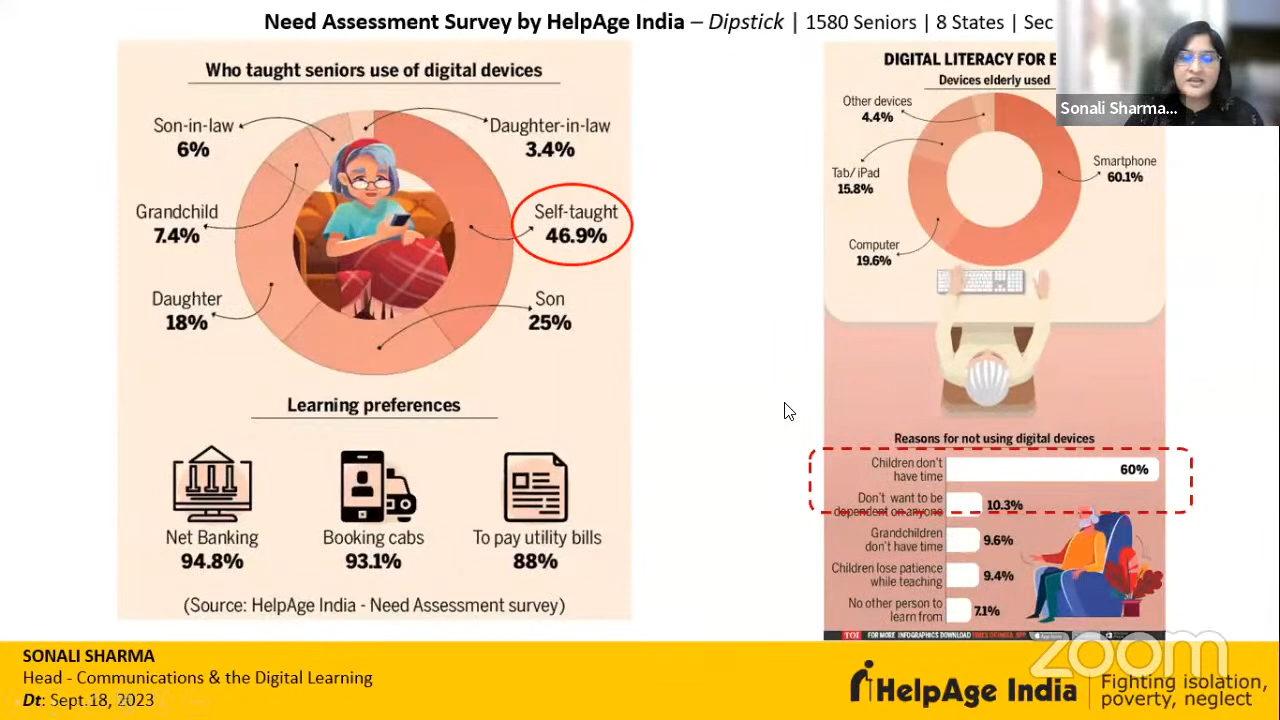 Need Assessment Survey by HelpAge India – Dipstick | 1580 Seniors | 8 States | Sec
Who taught seniors use of digital devices
Son-in-law
6%
Daughter-in-law
3.4%
Grandchild
7.4%
Self-taught
46.9%
Daughter
18%
Son
25%
Learning preferences
Net Banking
94.8%
Booking cabs
93.1%
To pay utility bills
88%
(Source: HelpAge India - Need Assessment survey)
DIGITAL LITERACY FOR E
Devices elderly used
Sonali Sharma...
Other devices
4.4%
Smartphone
60.1%
Tab/ iPad
15.8%
Computer
19.6%
Reasons for not using digital devices
Children don't
have time
60%
Don't want to be
dependent on anyone
10.3%
Grandchildren
don't have time
9.6%
Children lose patience
while teaching
9.4%
No other person to
learn from
7.1%
TOI FOR MORE INFOGRAPHICS DOWNLOAD
zoom
SONALI SHARMA
Head - Communications & the Digital Learning
Dt: Sept.18, 2023
HelpAge India
Fighting isolation,
poverty, neglect